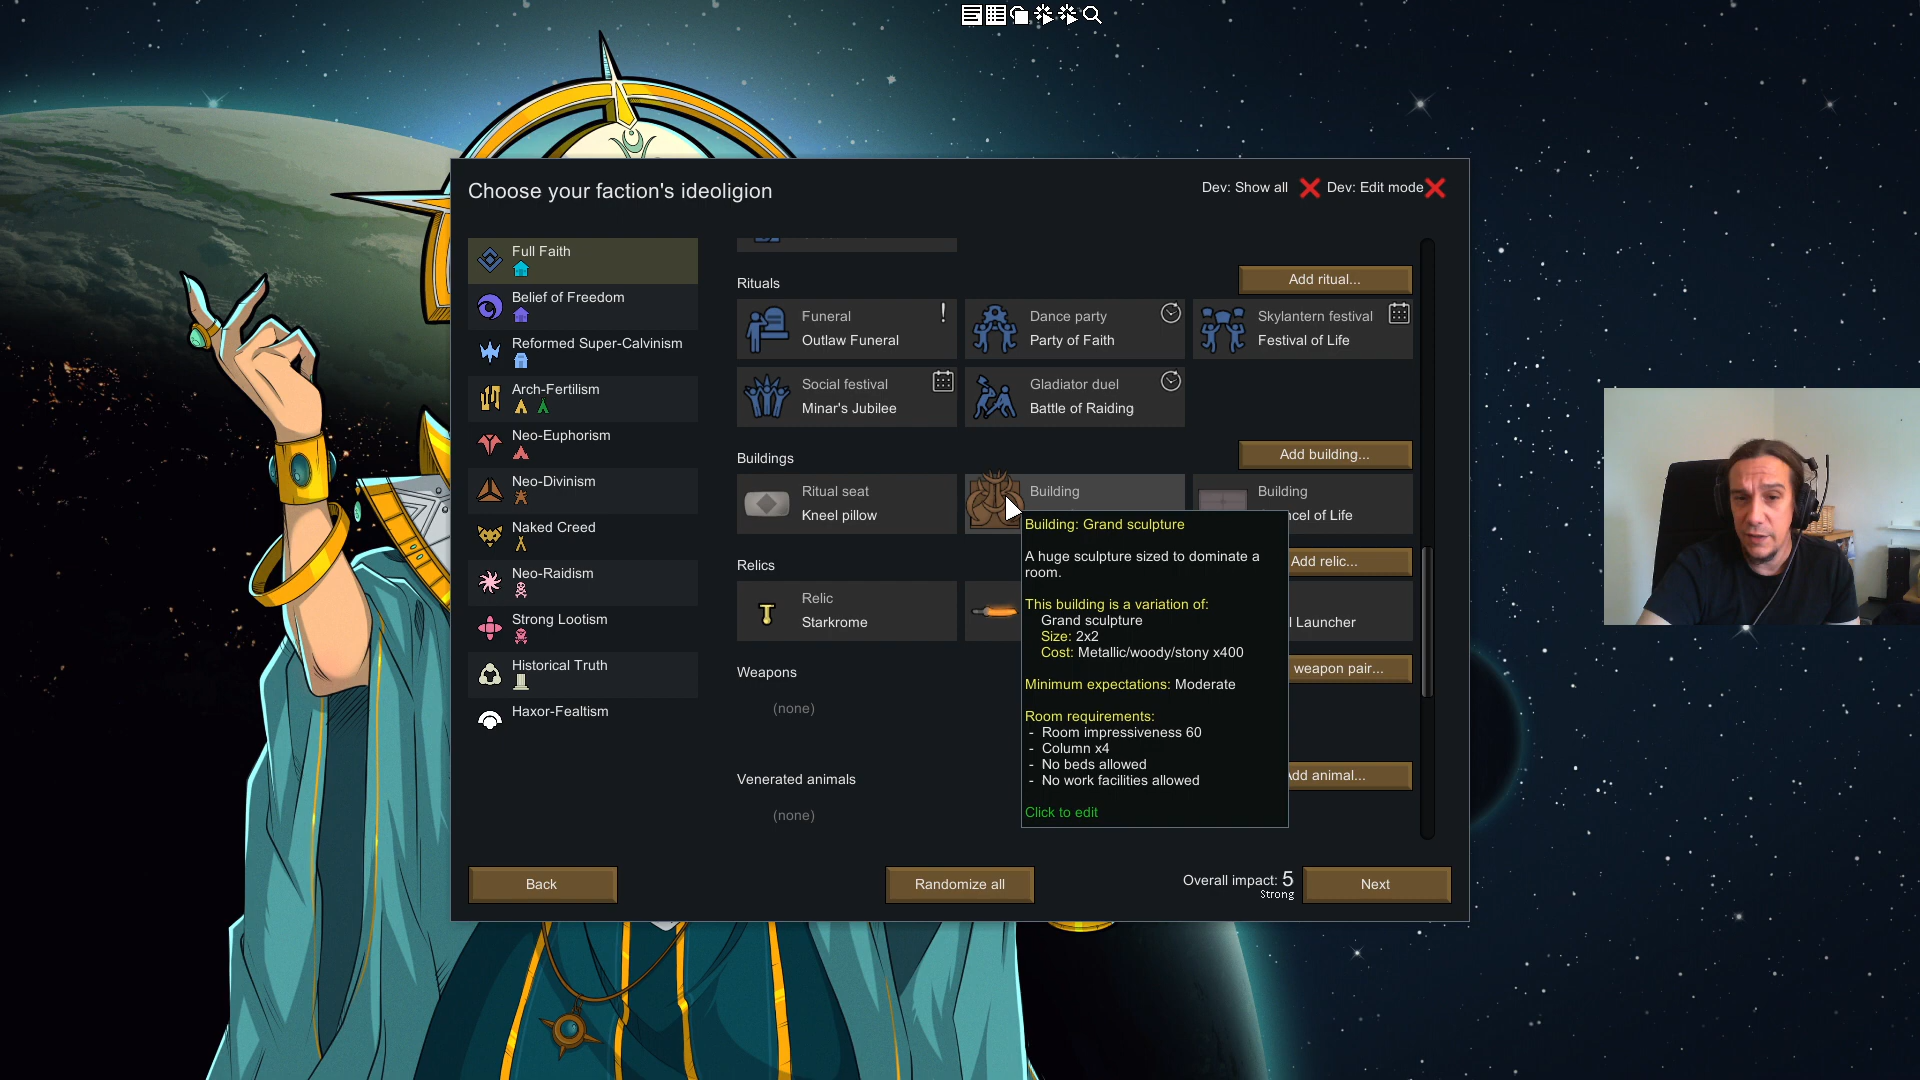 Choose your faction's ideoligion
Dev: Show all
Dev: Edit mode
Full Faith
Belief of Freedom
Reformed Super-Calvinism
Arch-Fertilism
Neo-Euphorism
Neo-Divinism
Naked Creed
Neo-Raidism
Strong Lootism
Historical Truth
Haxor-Fealtism
Rituals
Add ritual...
Funeral
Outlaw Funeral
Dance party
Party of Faith
Skylantern festival
Festival of Life
Social festival
Minar's Jubilee
Gladiator duel
Battle of Raiding
Buildings
Add building...
Ritual seat
Kneel pillow
Building
Building
of Life
Building: Grand sculpture
A huge sculpture sized to dominate a
room.
This building is a variation of:
Grand sculpture
Size: 2x2
Cost: Metallic/woody/stony x400
Minimum expectations: Moderate
Room requirements:
- Room impressiveness 60
- Column x4
- No beds allowed
- No work facilities allowed
Click to edit
Relics
Add relic...
Relic
Starkrome
Launcher
Weapons
weapon pair...
(none)
Venerated animals
Add animal...
(none)
Back
Randomize all
Overall impact: 5
Strong
Next